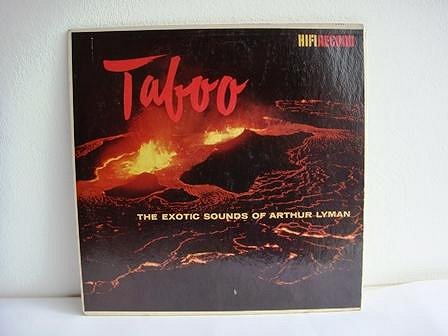 HIFIRECORD
Taboo
THE EXOTIC SOUNDS OF ARTHUR LYMAN